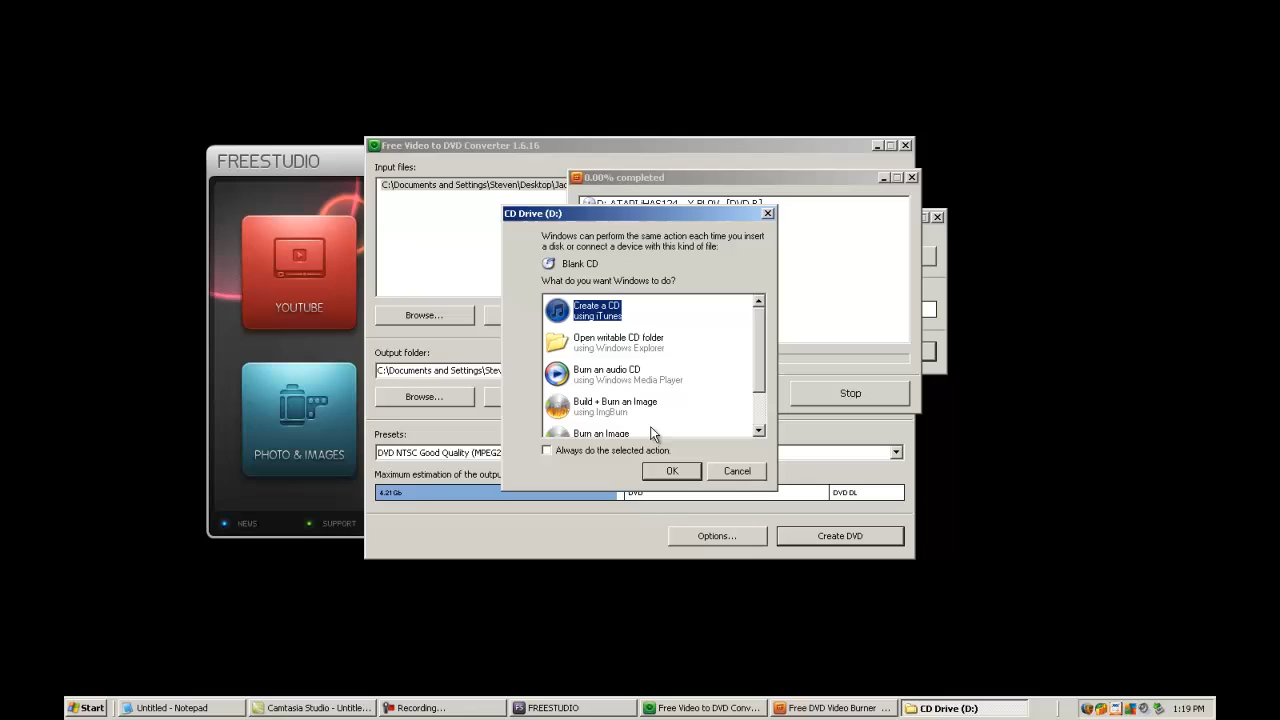 FREESTUDIO
YOUTUBE
PHOTO & IMAGES
NEWS
SUPPORT
Free Video to DVD Converter 1.6.16
Input files:
C:\Documents and Settings\Steven\Desktop\Jac
Browse...
Output folder:
C:\Documents and Settings\Stev
Browse...
Presets:
DVD NTSC Good Quality (MPEG2
Maximum estimation of the outpu
4.21Gb
DVD
DVD DL
Options...
Create DVD
0.00% completed
Stop
CD Drive (D:)
Windows can perform the same action each time you insert
a disk or connect a device with this kind of file:
Blank CD
What do you want Windows to do?
Create a CD
using iTunes
Open writable CD folder
using Windows Explorer
Burn an audio CD
using Windows Media Player
Build + Burn an Image
using ImgBurn
Burn an Image
Always do the selected action.
OK
Cancel
Start
Untitled - Notepad
Camtasia Studio - Untitle...
Recording...
FREESTUDIO
Free Video to DVD Conv...
Free DVD Video Burner ...
CD Drive (D:)
1:19 PM